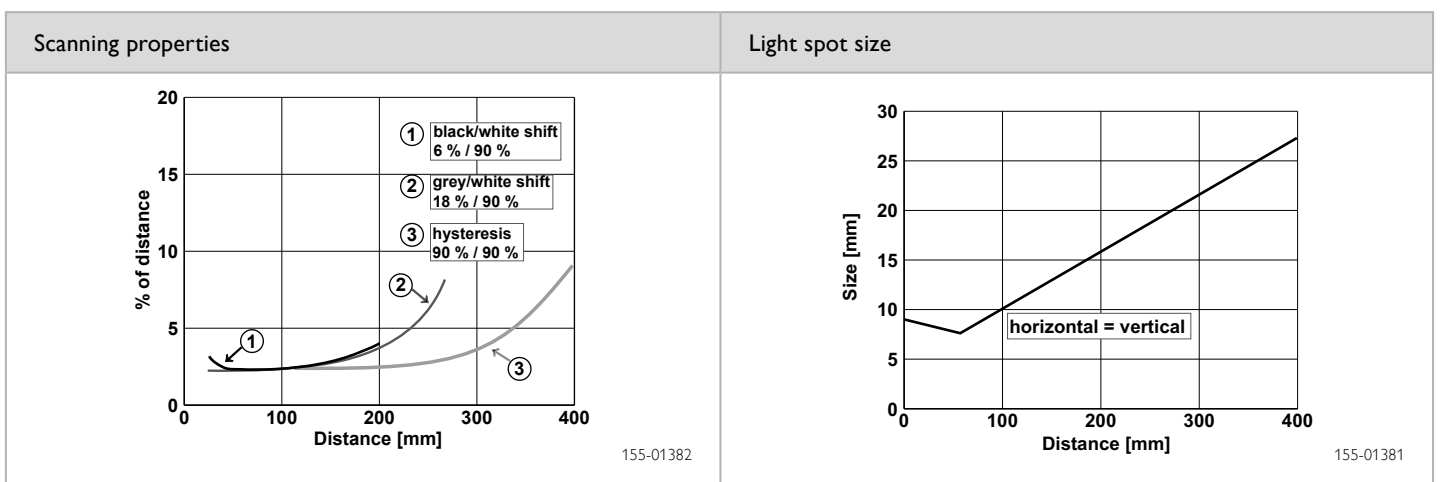 Scanning properties
Light spot size
20
15
10
5
0
% of distance
① black/white shift
6 % / 90 %
② grey/white shift
18 % / 90 %
③ hysteresis
90 % / 90 %
①
②
③
0 100 200 300 400
Distance [mm]
155-01382
30
25
20
15
10
5
0
Size [mm]
horizontal = vertical
0 100 200 300 400
Distance [mm]
155-01381